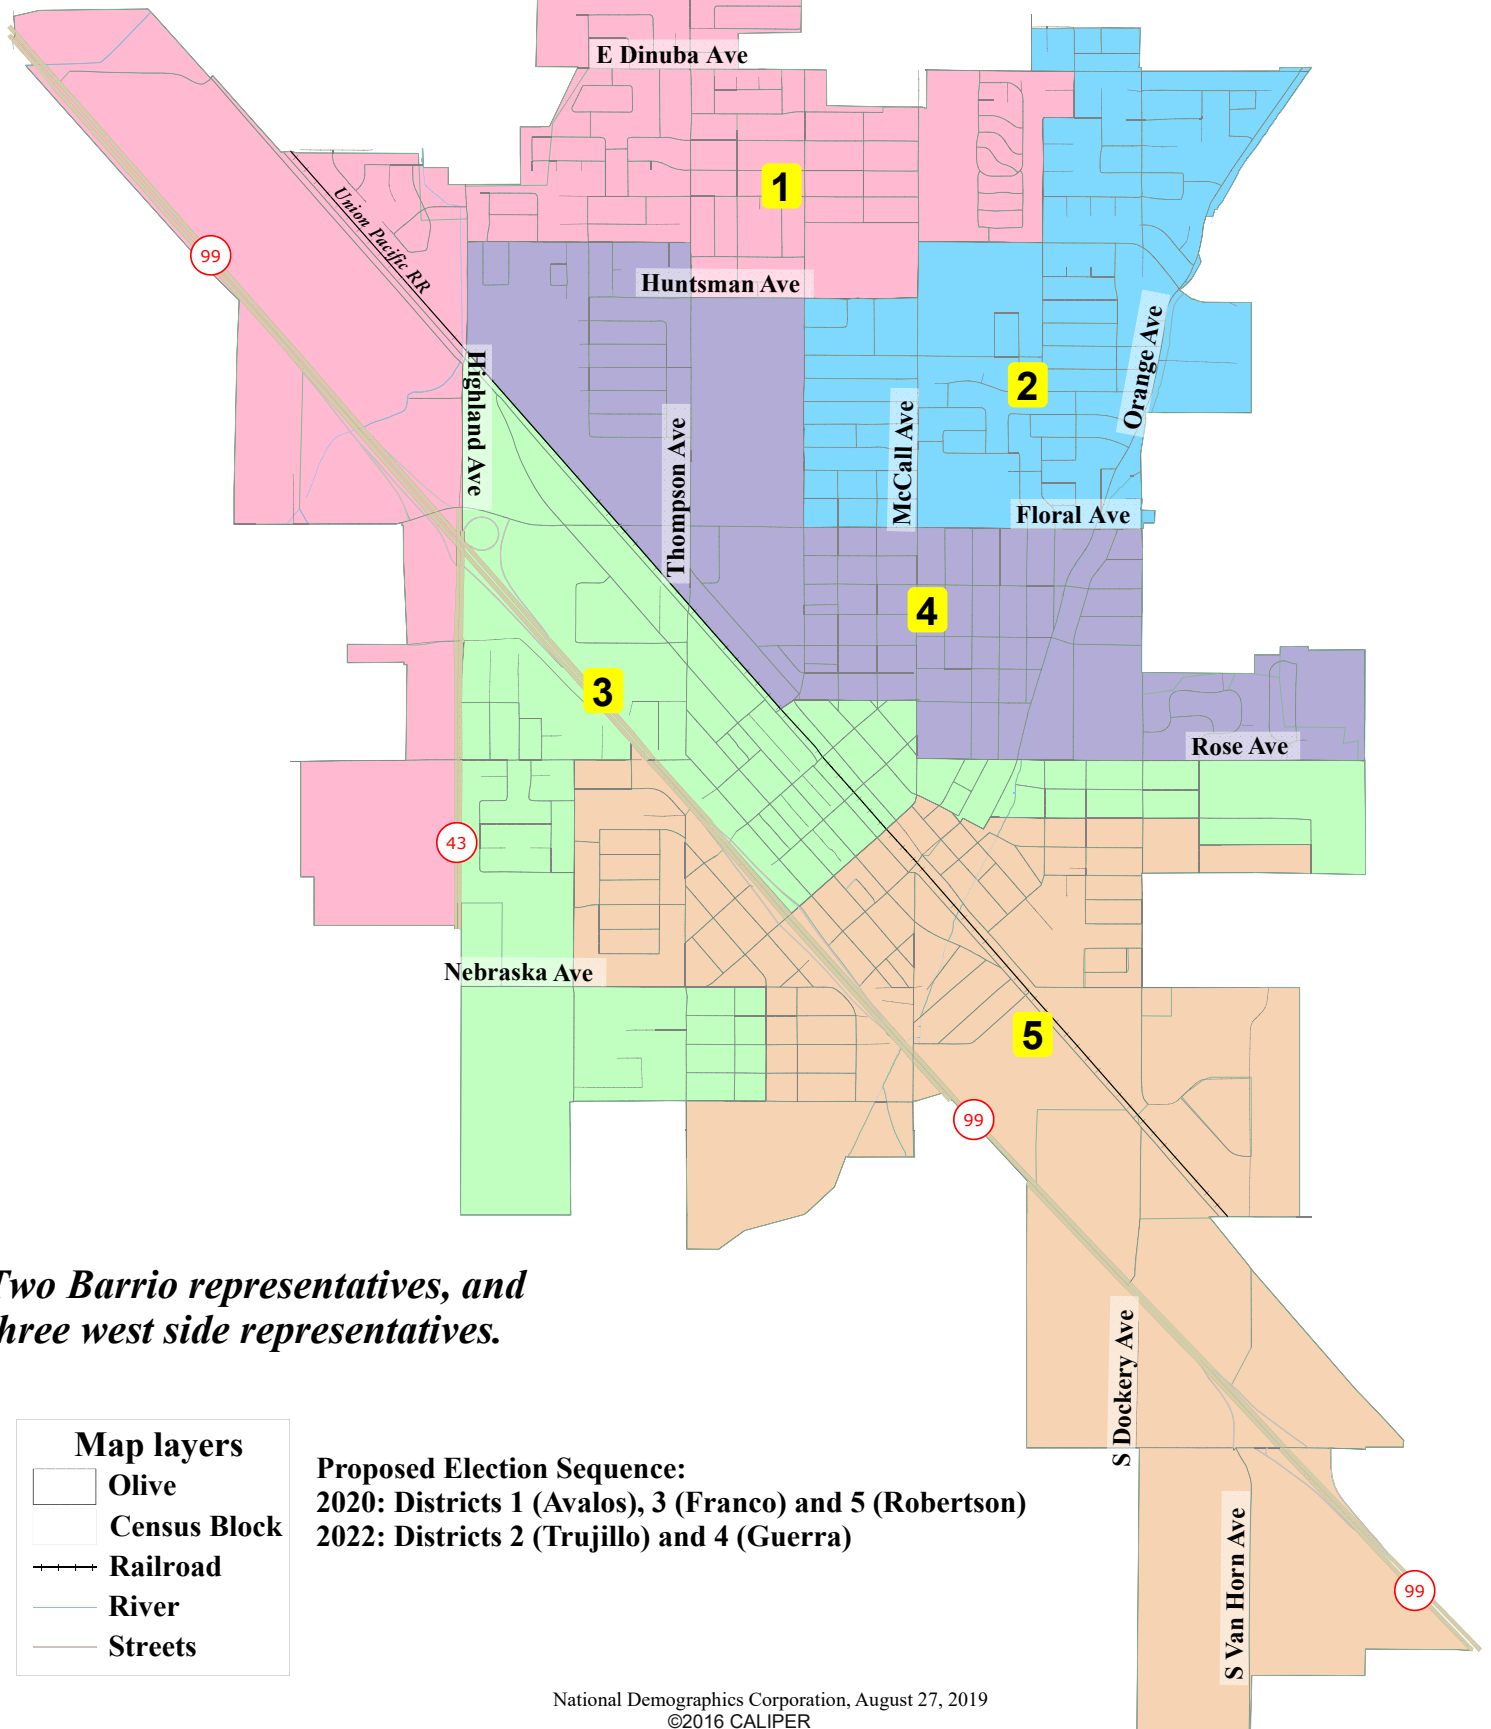 E Dinuba Ave
1
Union Pacific RR
99
Huntsman Ave
Orange Ave
Highland Ave
2
McCall Ave
Thompson Ave
Floral Ave
4
3
Rose Ave
43
Nebraska Ave
5
99
Two Barrio representatives, and
hree west side representatives.
S Dockery Ave
Map layers
Olive
Census Block
Railroad
River
Streets
Proposed Election Sequence:
2020: Districts 1 (Avalos), 3 (Franco) and 5 (Robertson)
2022: Districts 2 (Trujillo) and 4 (Guerra)
S Van Horn Ave
99
National Demographics Corporation, August 27, 2019
©2016 CALIPER